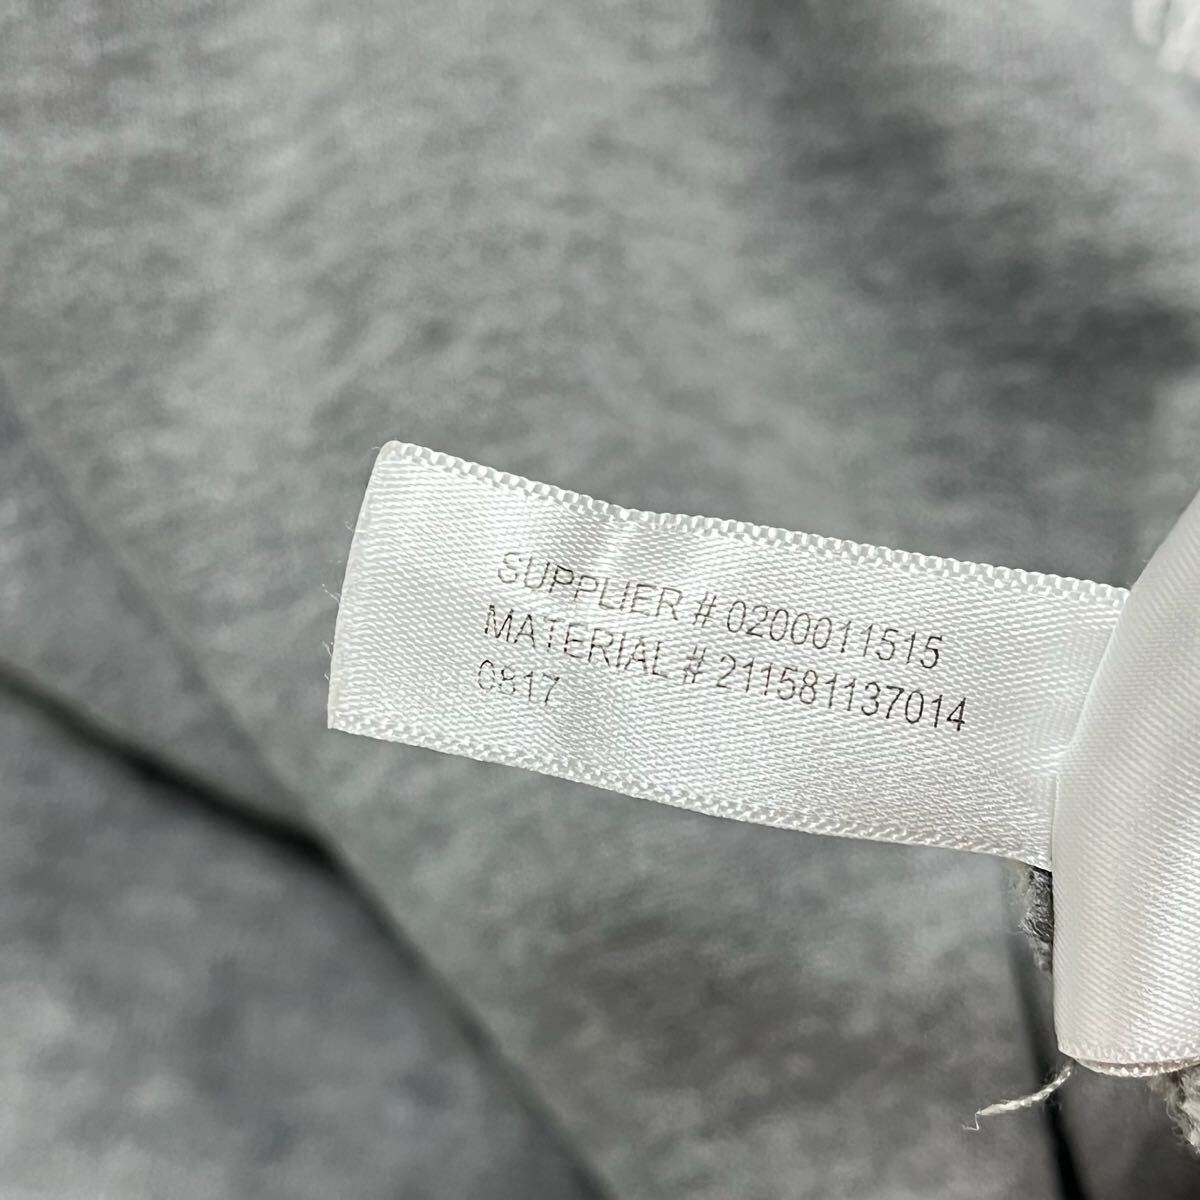 SUPPLIER # 0200011515
MATERIAL # 211581137014
0817